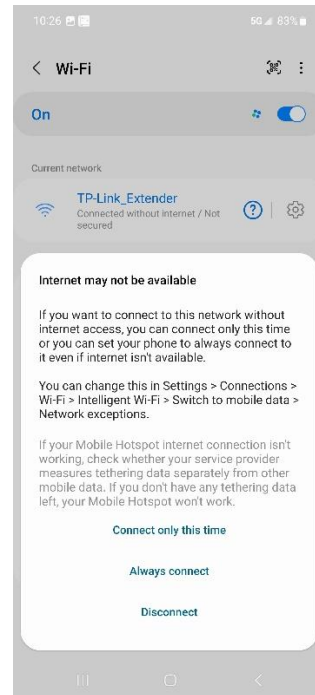 10:26
5G 83%
Wi-Fi
On
Current network
TP-Link_Extender
Connected without internet / Not
secured
Internet may not be available
If you want to connect to this network without
internet access, you can connect only this time
or you can set your phone to always connect to
it even if internet isn't available.
You can change this in Settings > Connections >
Wi-Fi > Intelligent Wi-Fi > Switch to mobile data >
Network exceptions.
If your Mobile Hotspot internet connection isn't
working, check whether your service provider
measures tethering data separately from other
mobile data. If you don't have any tethering data
left, your Mobile Hotspot won't work.
Connect only this time
Always connect
Disconnect